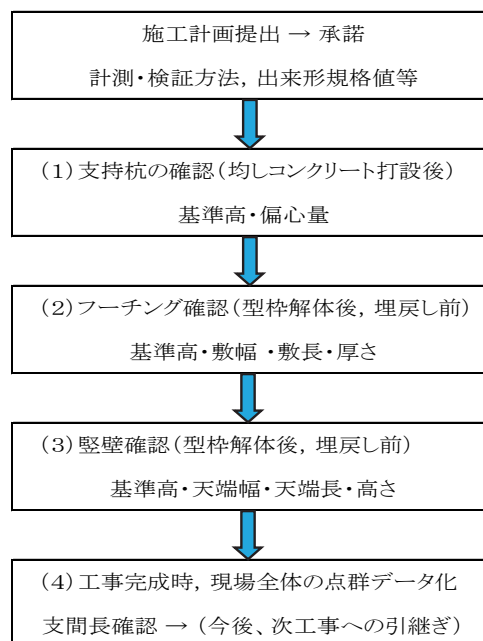 施工計画提出 → 承諾
計測・検証方法, 出来形規格値等
(1)支持杭の確認(均しコンクリート打設後)
基準高・偏心量
(2)フーチング確認(型枠解体後, 埋戻し前)
基準高・敷幅・敷長・厚さ
(3)竪壁確認(型枠解体後, 埋戻し前)
基準高・天端幅・天端長・高さ
(4)工事完成時, 現場全体の点群データ化
支間長確認 → (今後、次工事への引継ぎ)